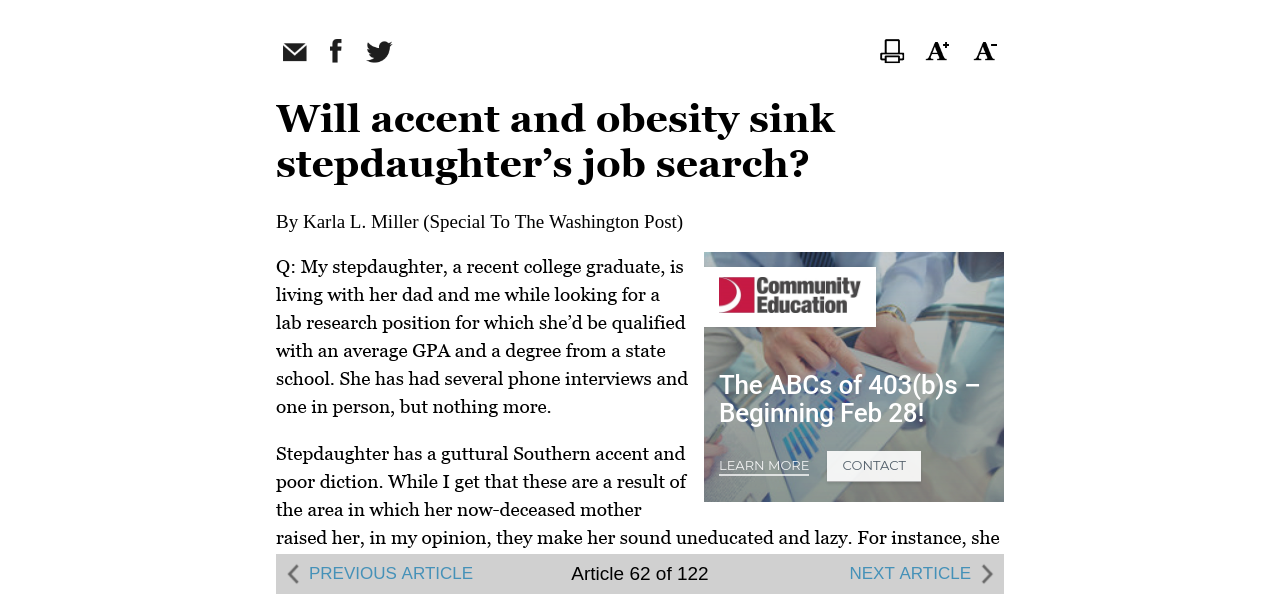 A+ A-
Will accent and obesity sink
stepdaughter’s job search?
By Karla L. Miller (Special To The Washington Post)
Q: My stepdaughter, a recent college graduate, is
living with her dad and me while looking for a
lab research position for which she’d be qualified
with an average GPA and a degree from a state
school. She has had several phone interviews and
one in person, but nothing more.
Community
Education
The ABCs of 403(b)s –
Beginning Feb 28!
LEARN MORE CONTACT
Stepdaughter has a guttural Southern accent and
poor diction. While I get that these are a result of
the area in which her now-deceased mother
raised her, in my opinion, they make her sound uneducated and lazy. For instance, she
PREVIOUS ARTICLE Article 62 of 122 NEXT ARTICLE